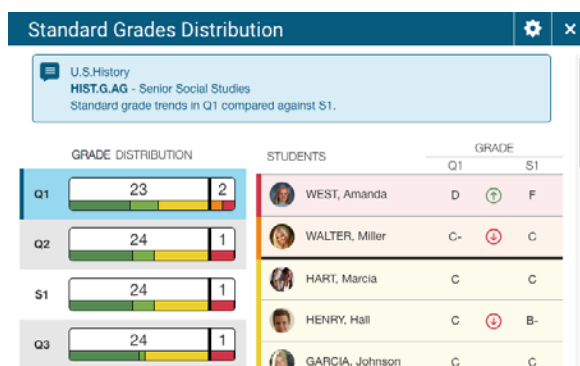 Standard Grades Distribution
U.S.History
HIST.G.AG - Senior Social Studies
Standard grade trends in Q1 compared against S1.
GRADE DISTRIBUTION
STUDENTS
GRADE
Q1
S1
Q1
23
2
WEST, Amanda
D
F
Q2
24
1
WALTER, Miller
C-
C
S1
24
1
HART, Marcia
C
C
Q3
24
1
HENRY, Hall
C
B-
GARCIA, Johnson
C
C